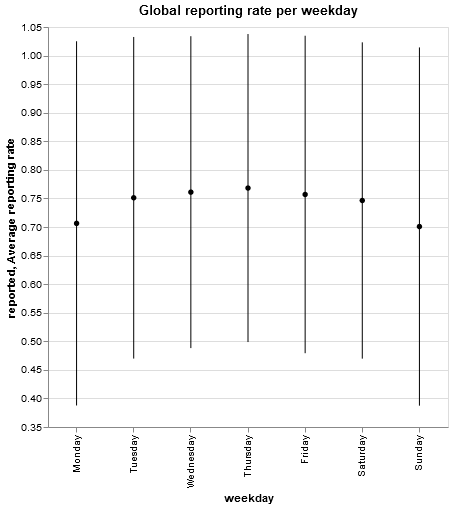 Global reporting rate per weekday
1.05
1.00
0.95
0.90
0.85
0.80
0.75
0.70
0.65
0.60
0.55
0.50
0.45
0.40
0.35
reported, Average reporting rate
Monday
Tuesday
Wednesday
Thursday
Friday
Saturday
Sunday
weekday